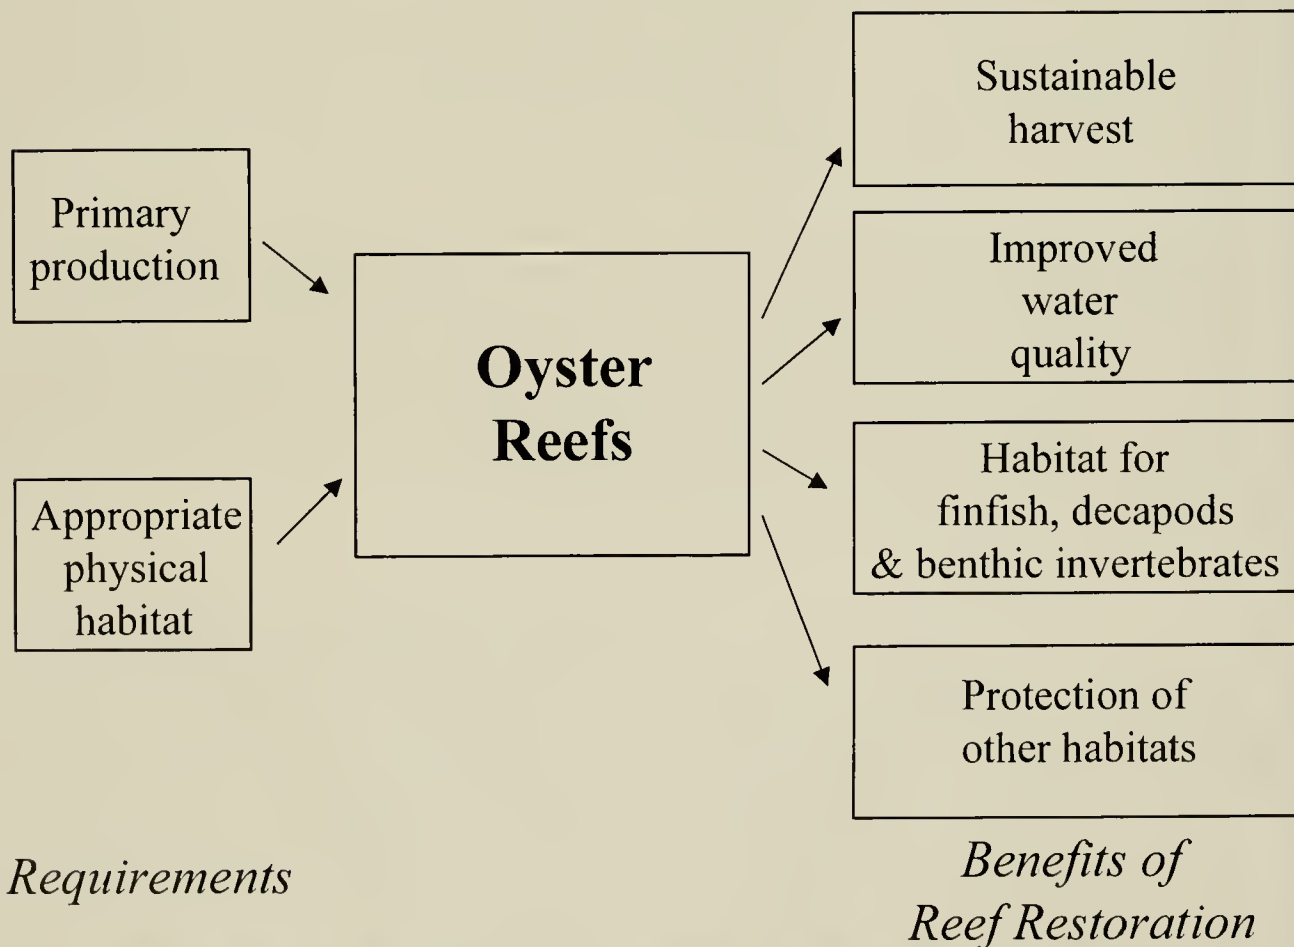 Primary
production
Appropriate
physical
habitat
Requirements
Oyster
Reefs
Sustainable
harvest
Improved
water
quality
Habitat for
finfish, decapods
& benthic invertebrates
Protection of
other habitats
Benefits of
Reef Restoration